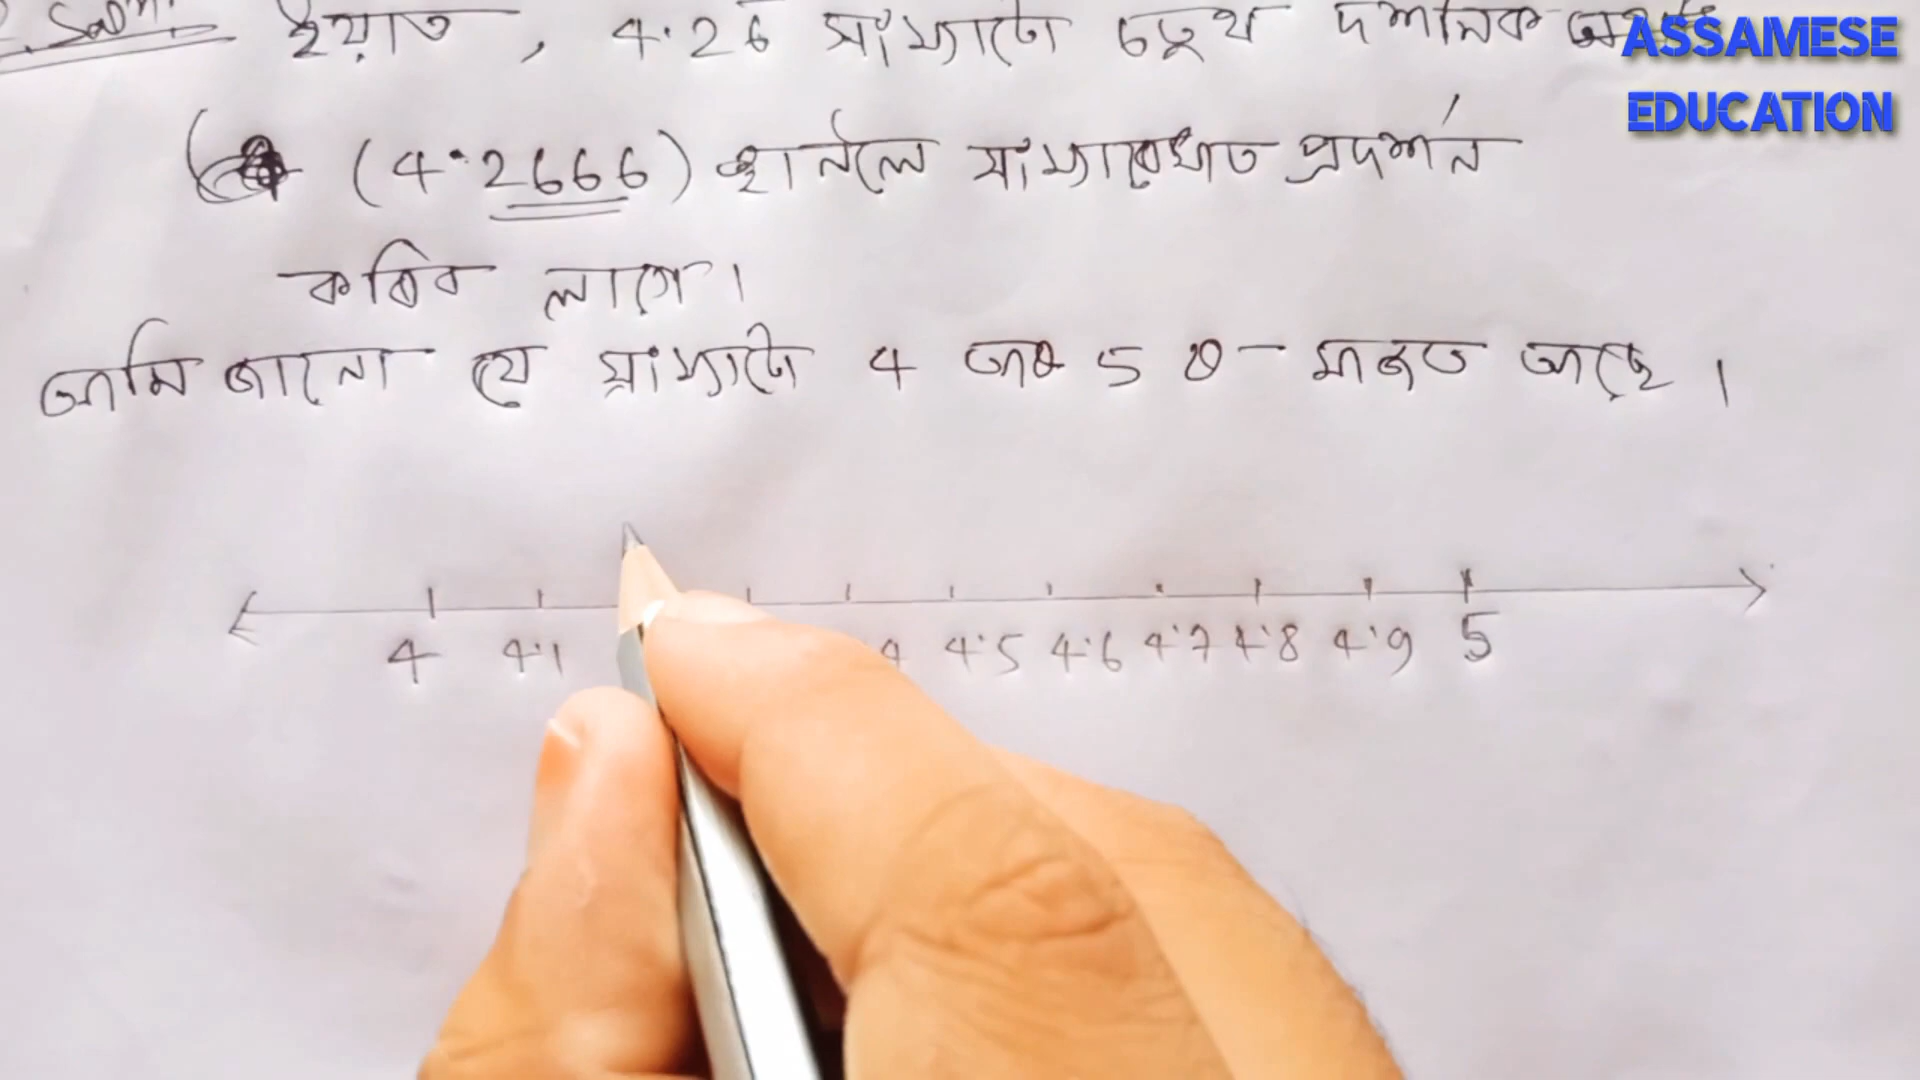 Soln. ইয়াত, 4.26 সংখ্যাটো চতুৰ্থ দশমিক
ASSAMESE
EDUCATION
(4.2666) স্থানলৈ সংখ্যাৰেখাত প্ৰদৰ্শন
কৰিব লাগে।
আমি জানো যে সংখ্যাটো 4 আৰু 5 ৰ মাজত আছে।
4 4.1 4.5 4.6 4.7 4.8 4.9 5